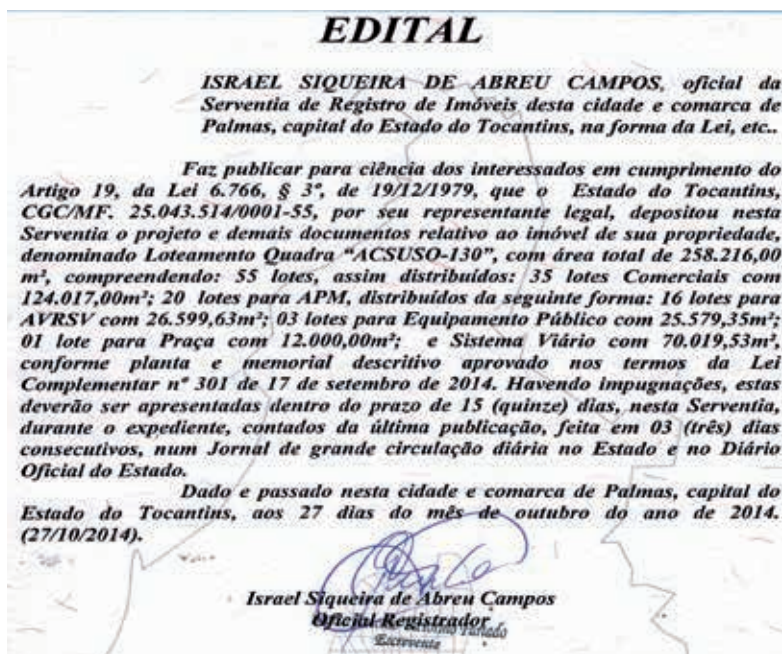 EDITAL
ISRAEL SIQUEIRA DE ABREU CAMPOS, oficial da
Serventia de Registro de Imóveis desta cidade e comarca de
Palmas, capital do Estado do Tocantins, na forma da Lei, etc..
Faz publicar para ciência dos interessados em cumprimento do
Artigo 19, da Lei 6.766, § 3º, de 19/12/1979, que o Estado do Tocantins,
CGC/MF. 25.043.514/0001-55, por seu representante legal, depositou nesta
Serventia o projeto e demais documentos relativo ao imóvel de sua propriedade,
denominado Loteamento Quadra "ACSUSO-130", com área total de 258.216,00
m², compreendendo: 55 lotes, assim distribuídos: 35 lotes Comerciais com
124.017,00m²; 20 lotes para APM, distribuídos da seguinte forma: 16 lotes para
AVRSV com 26.599,63m²; 03 lotes para Equipamento Público com 25.579,35m²;
01 lote para Praça com 12.000,00m²; e Sistema Viário com 70.019,53m²,
conforme planta e memorial descritivo aprovado nos termos da Lei
Complementar nº 301 de 17 de setembro de 2014. Havendo impugnações, estas
deverão ser apresentadas dentro do prazo de 15 (quinze) dias, nesta Serventia,
durante o expediente, contados da última publicação, feita em 03 (três) dias
consecutivos, num Jornal de grande circulação diária no Estado e no Diário
Oficial do Estado.
Dado e passado nesta cidade e comarca de Palmas, capital do
Estado do Tocantins, aos 27 dias do mês de outubro do ano de 2014.
(27/10/2014).
Israel Siqueira de Abreu Campos
Oficial Registrador
Furtado
Escrevente